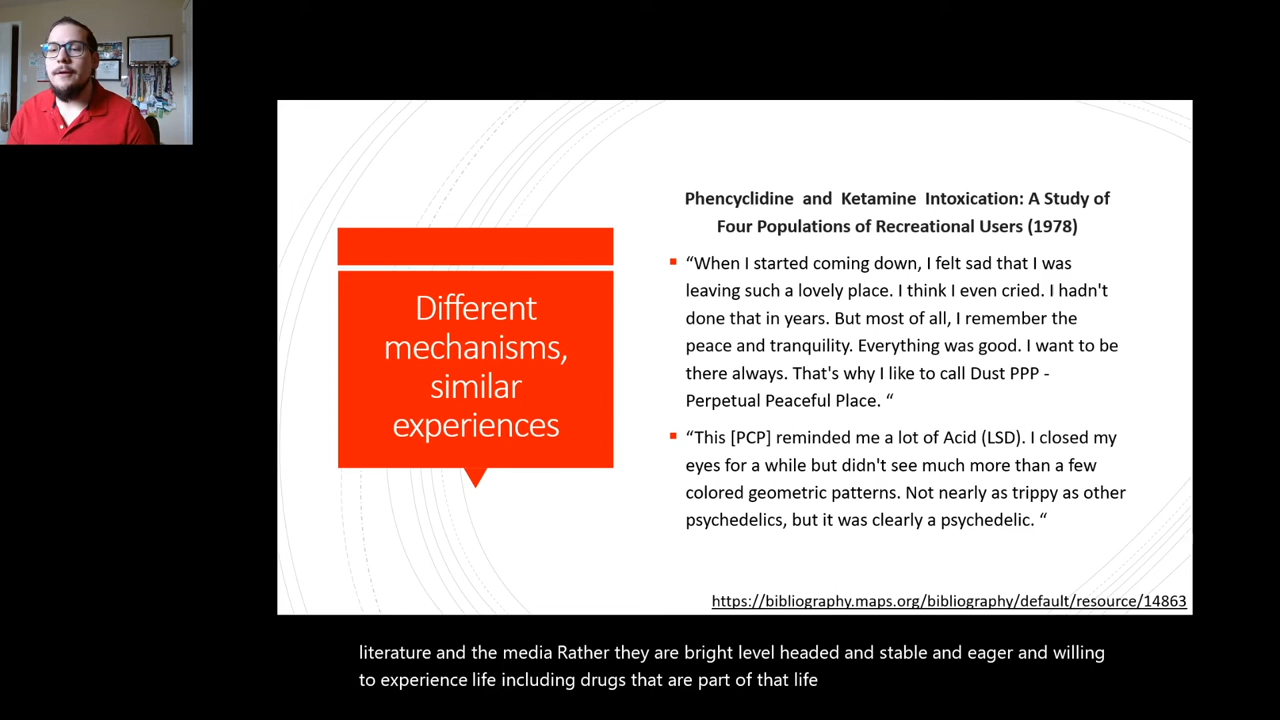 Different
mechanisms,
similar
experiences
Phencyclidine and Ketamine Intoxication: A Study of
Four Populations of Recreational Users (1978)
“When I started coming down, I felt sad that I was
leaving such a lovely place. I think I even cried. I hadn't
done that in years. But most of all, I remember the
peace and tranquility. Everything was good. I want to be
there always. That's why I like to call Dust PPP -
Perpetual Peaceful Place. “
“This [PCP] reminded me a lot of Acid (LSD). I closed my
eyes for a while but didn't see much more than a few
colored geometric patterns. Not nearly as trippy as other
psychedelics, but it was clearly a psychedelic. “
https://bibliography.maps.org/bibliography/default/resource/14863
literature and the media Rather they are bright level headed and stable and eager and willing
to experience life including drugs that are part of that life